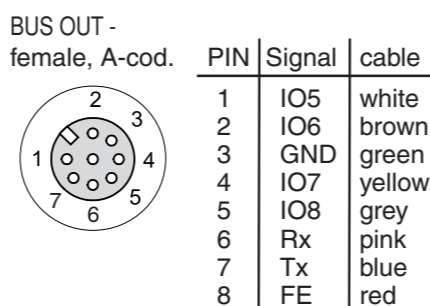 BUS OUT -
female, A-cod.
2
3
1
4
7
5
6
PIN Signal cable
1 IO5 white
2 IO6 brown
3 GND green
4 IO7 yellow
5 IO8 grey
6 Rx pink
7 Tx blue
8 FE red